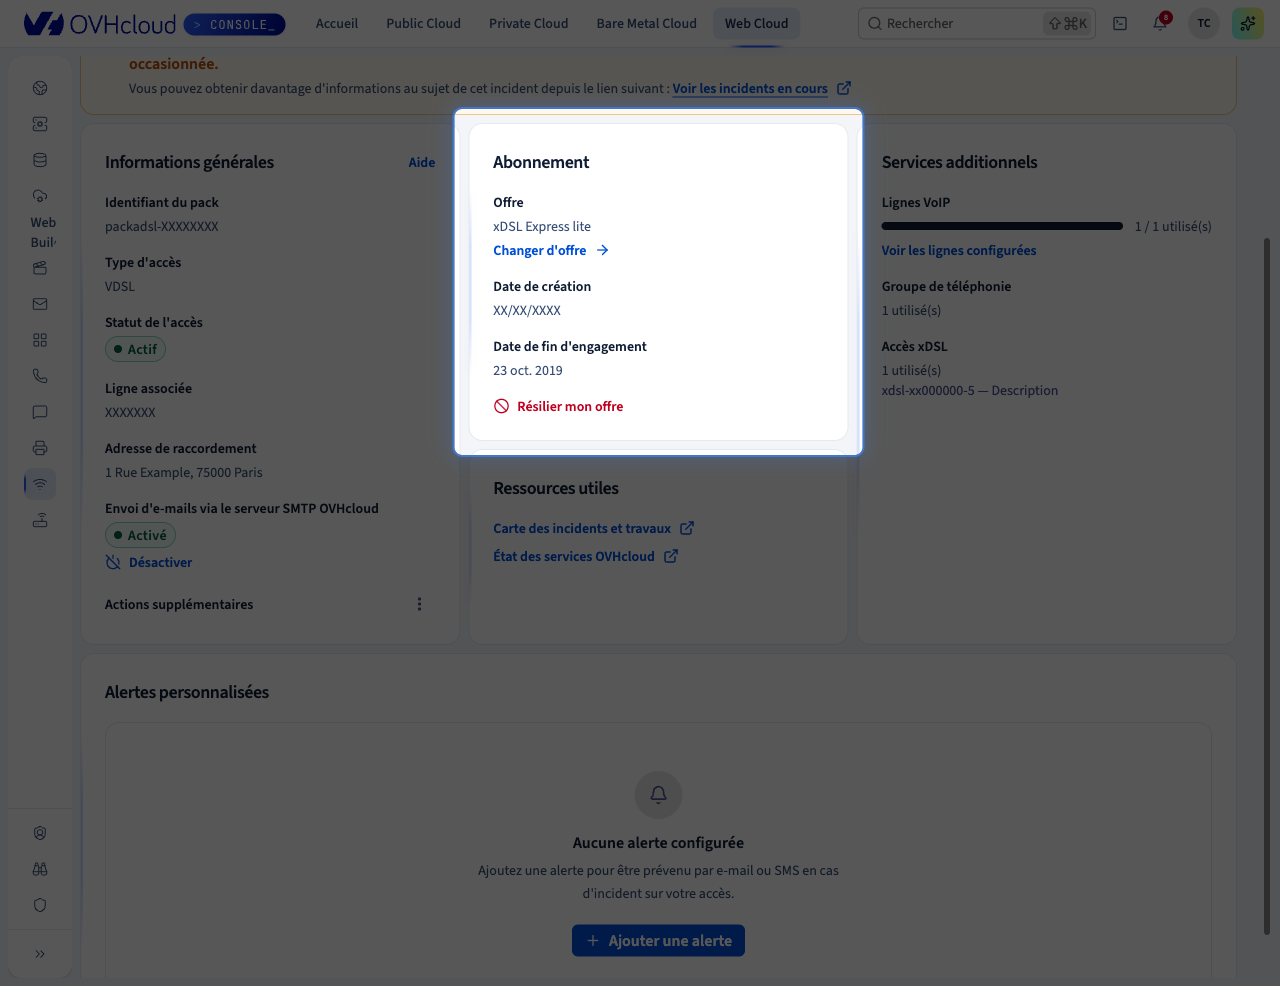 OVHcloud
> CONSOLE_
Accueil
Public Cloud
Private Cloud
Bare Metal Cloud
Web Cloud
Rechercher
⇧⌘K
8
TC
occasionnée.
Vous pouvez obtenir davantage d'informations au sujet de cet incident depuis le lien suivant : Voir les incidents en cours
Web
Buil
Informations générales
Aide
Identifiant du pack
packadsl-XXXXXXXX
Type d'accès
VDSL
Statut de l'accès
Actif
Ligne associée
XXXXXXX
Adresse de raccordement
1 Rue Example, 75000 Paris
Envoi d'e-mails via le serveur SMTP OVHcloud
Activé
Désactiver
Actions supplémentaires
Abonnement
Offre
xDSL Express lite
Changer d'offre
Date de création
XX/XX/XXXX
Date de fin d'engagement
23 oct. 2019
Résilier mon offre
Ressources utiles
Carte des incidents et travaux
État des services OVHcloud
Services additionnels
Lignes VoIP
1 / 1 utilisé(s)
Voir les lignes configurées
Groupe de téléphonie
1 utilisé(s)
Accès xDSL
1 utilisé(s)
xdsl-xx000000-5 — Description
Alertes personnalisées
Aucune alerte configurée
Ajoutez une alerte pour être prévenu par e-mail ou SMS en cas
d'incident sur votre accès.
Ajouter une alerte